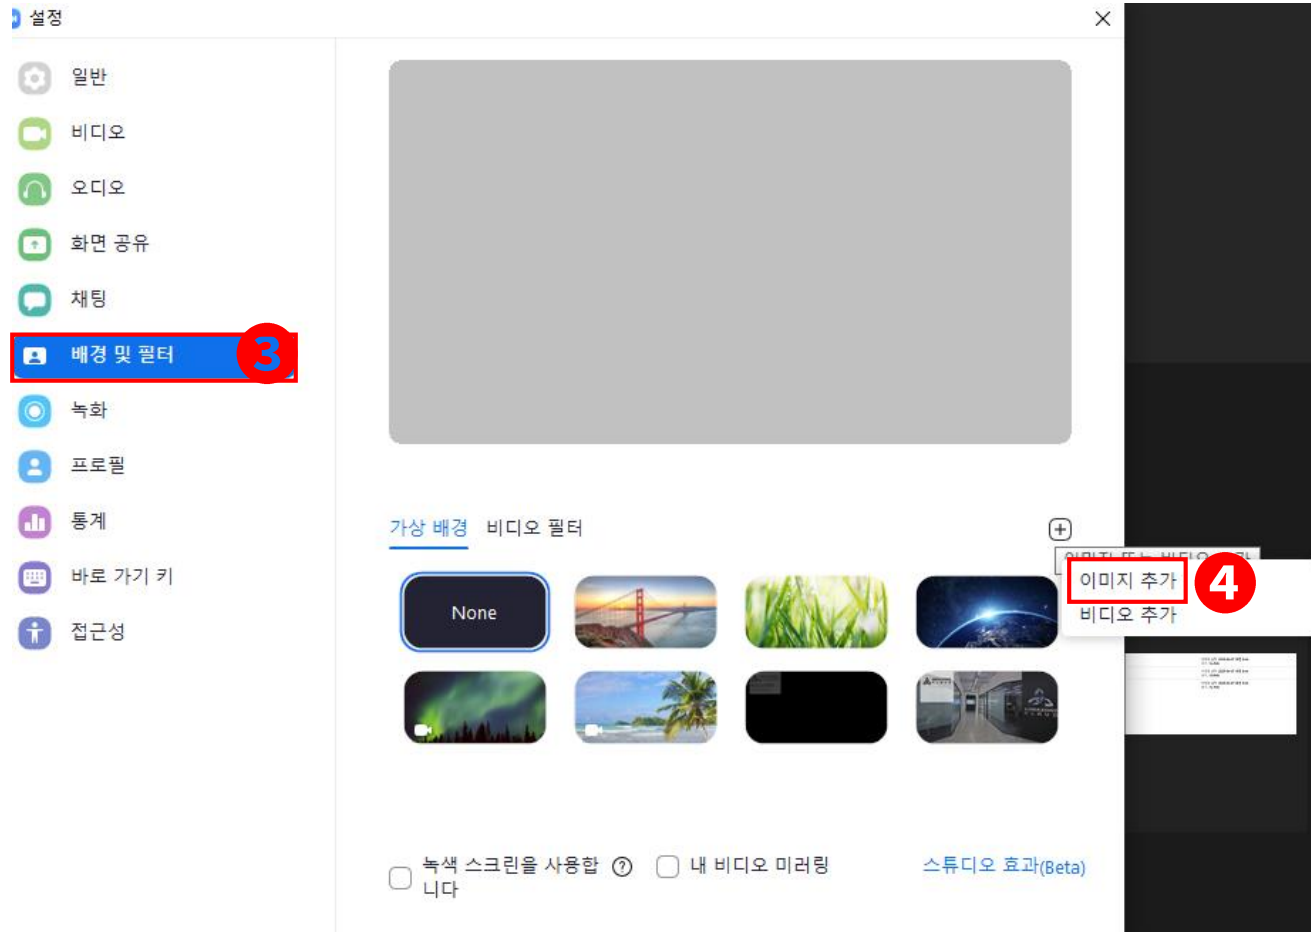 설정
일반
비디오
오디오
화면 공유
채팅
배경 및 필터
3
녹화
프로필
통계
바로 가기 키
접근성
가상 배경 비디오 필터
이미지 추가
4
비디오 추가
None
녹색 스크린을 사용합
니다
내 비디오 미러링
스튜디오 효과(Beta)